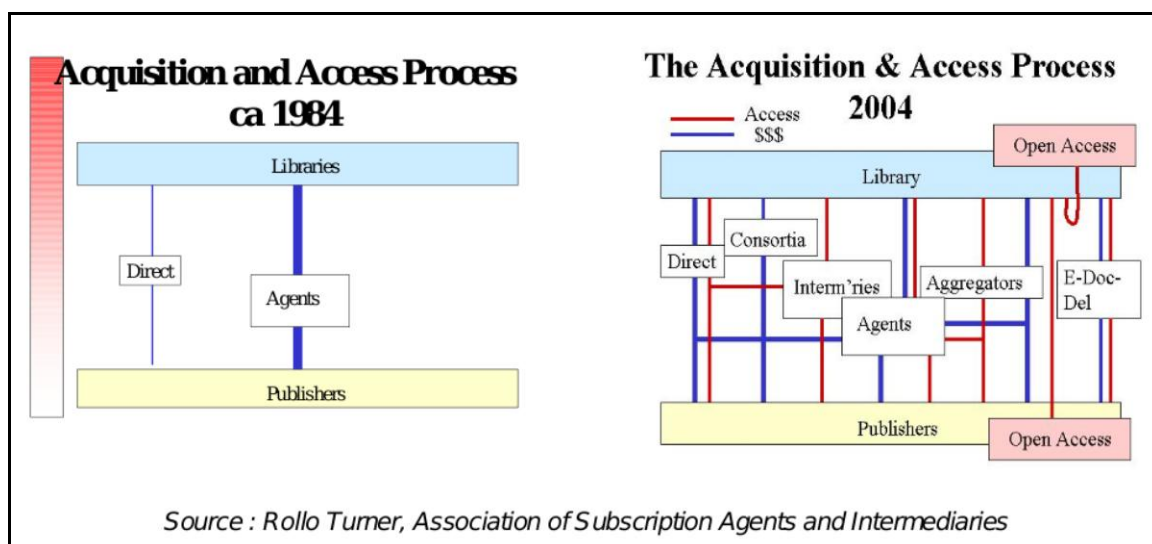 Acquisition and Access Process
ca 1984
Libraries
Direct
Agents
Publishers
The Acquisition & Access Process
2004
Access
$$$
Open Access
Library
Consortia
Direct
Interm'ries
Aggregators
E-Doc-
Del
Agents
Publishers
Open Access
Source : Rollo Turner, Association of Subscription Agents and Intermediaries